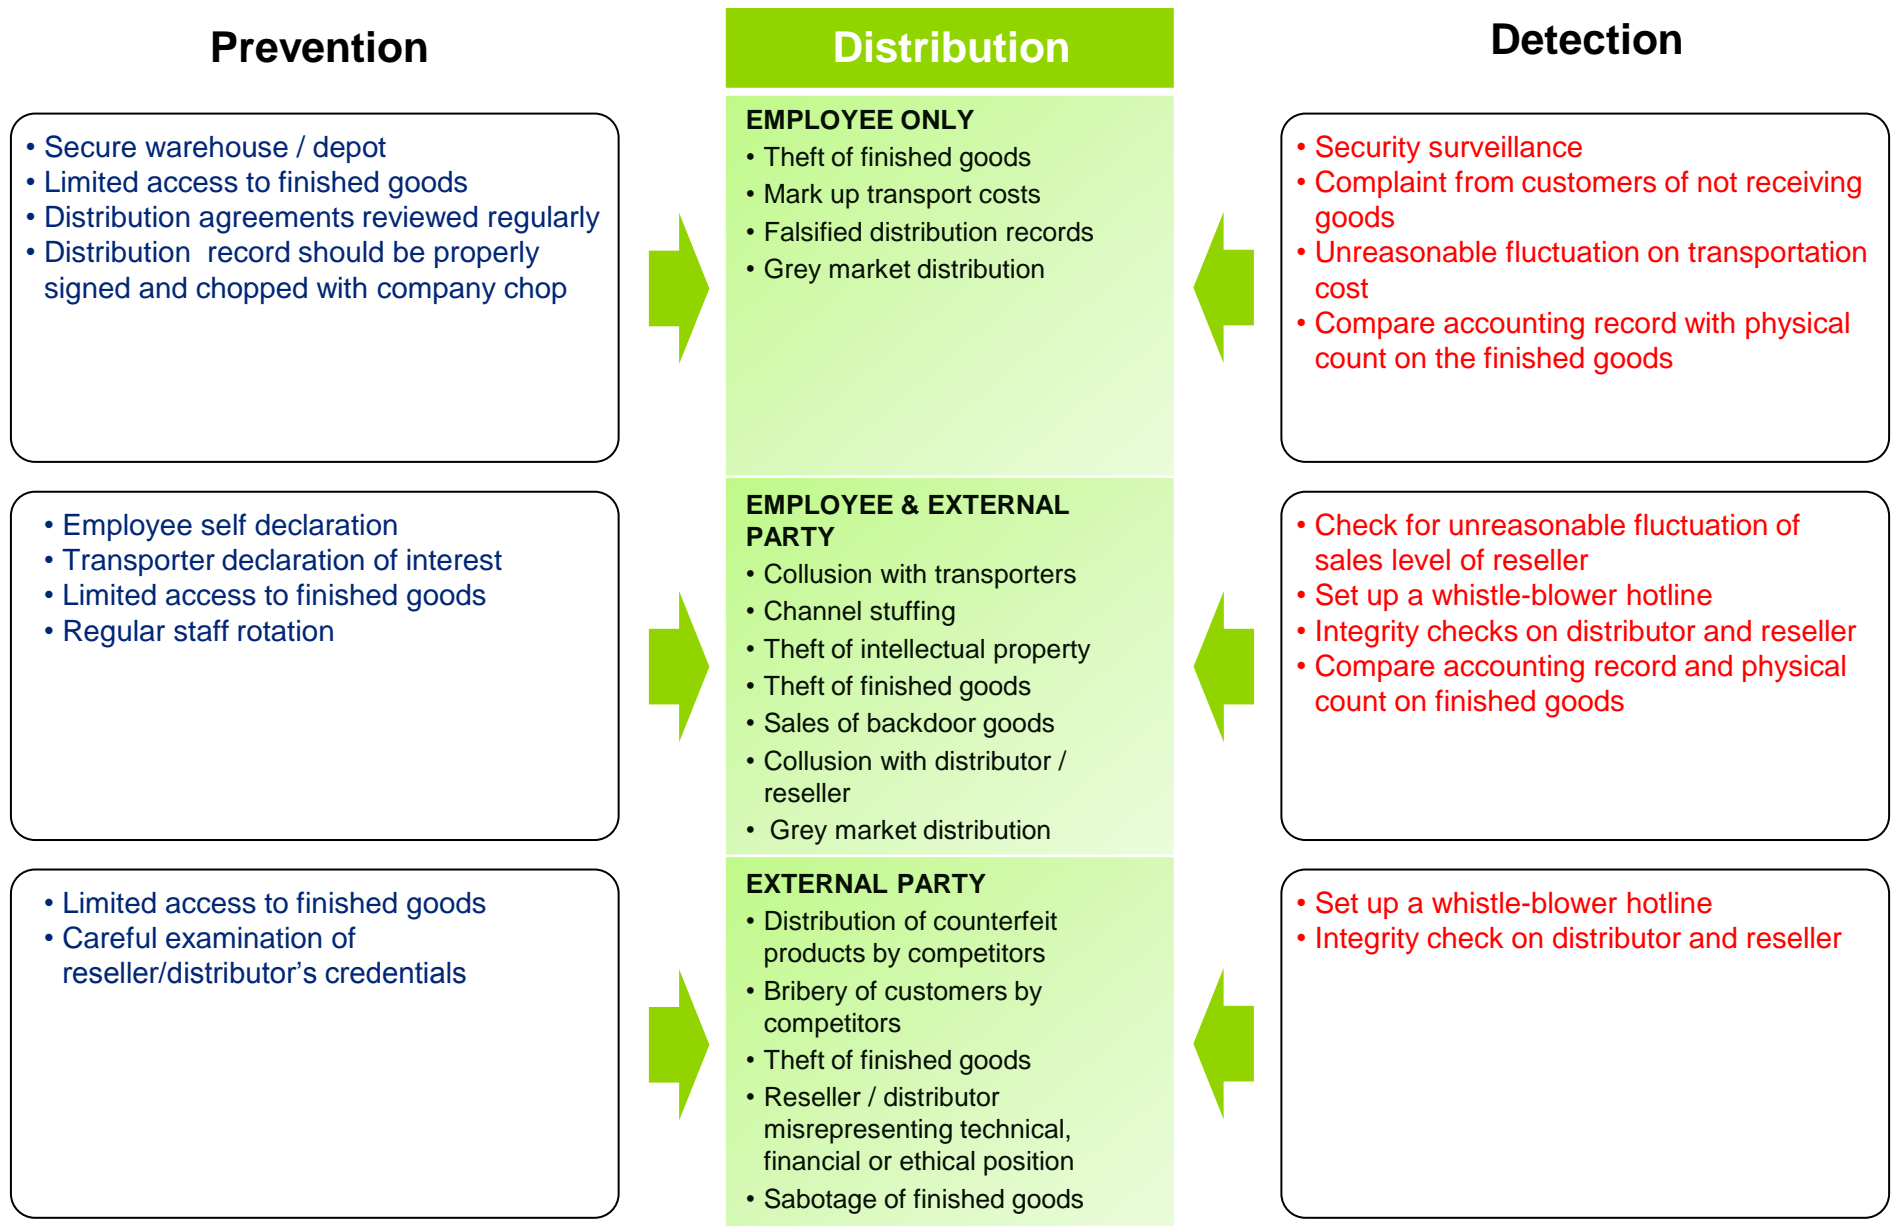 Prevention
Distribution
Detection
• Secure warehouse / depot
• Limited access to finished goods
• Distribution agreements reviewed regularly
• Distribution  record should be properly
signed and chopped with company chop
EMPLOYEE ONLY
• Theft of finished goods
• Mark up transport costs
• Falsified distribution records
• Grey market distribution
• Security surveillance
• Complaint from customers of not receiving
goods
• Unreasonable fluctuation on transportation
cost
• Compare accounting record with physical
count on the finished goods
• Employee self declaration
• Transporter declaration of interest
• Limited access to finished goods
• Regular staff rotation
EMPLOYEE & EXTERNAL
PARTY
• Collusion with transporters
• Channel stuffing
• Theft of intellectual property
• Theft of finished goods
• Sales of backdoor goods
• Collusion with distributor /
reseller
• Grey market distribution
• Check for unreasonable fluctuation of
sales level of reseller
• Set up a whistle-blower hotline
• Integrity checks on distributor and reseller
• Compare accounting record and physical
count on finished goods
• Limited access to finished goods
• Careful examination of
reseller/distributor’s credentials
EXTERNAL PARTY
• Distribution of counterfeit
products by competitors
• Bribery of customers by
competitors
• Theft of finished goods
• Reseller / distributor
misrepresenting technical,
financial or ethical position
• Sabotage of finished goods
• Set up a whistle-blower hotline
• Integrity check on distributor and reseller